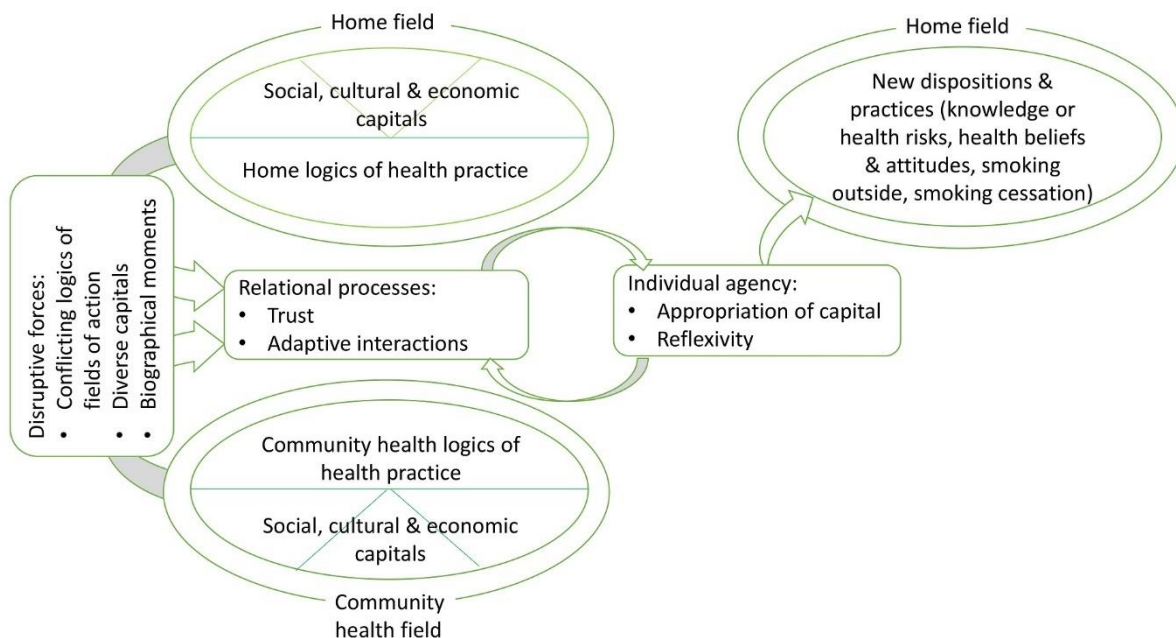 Home field
Social, cultural & economic
capitals
Home logics of health practice
Disruptive forces:
• Conflicting logics of
fields of action
• Diverse capitals
• Biographical moments
Relational processes:
• Trust
• Adaptive interactions
Individual agency:
• Appropriation of capital
• Reflexivity
Home field
New dispositions &
practices (knowledge or
health risks, health beliefs
& attitudes, smoking
outside, smoking cessation)
Community health logics of
health practice
Social, cultural & economic
capitals
Community
health field